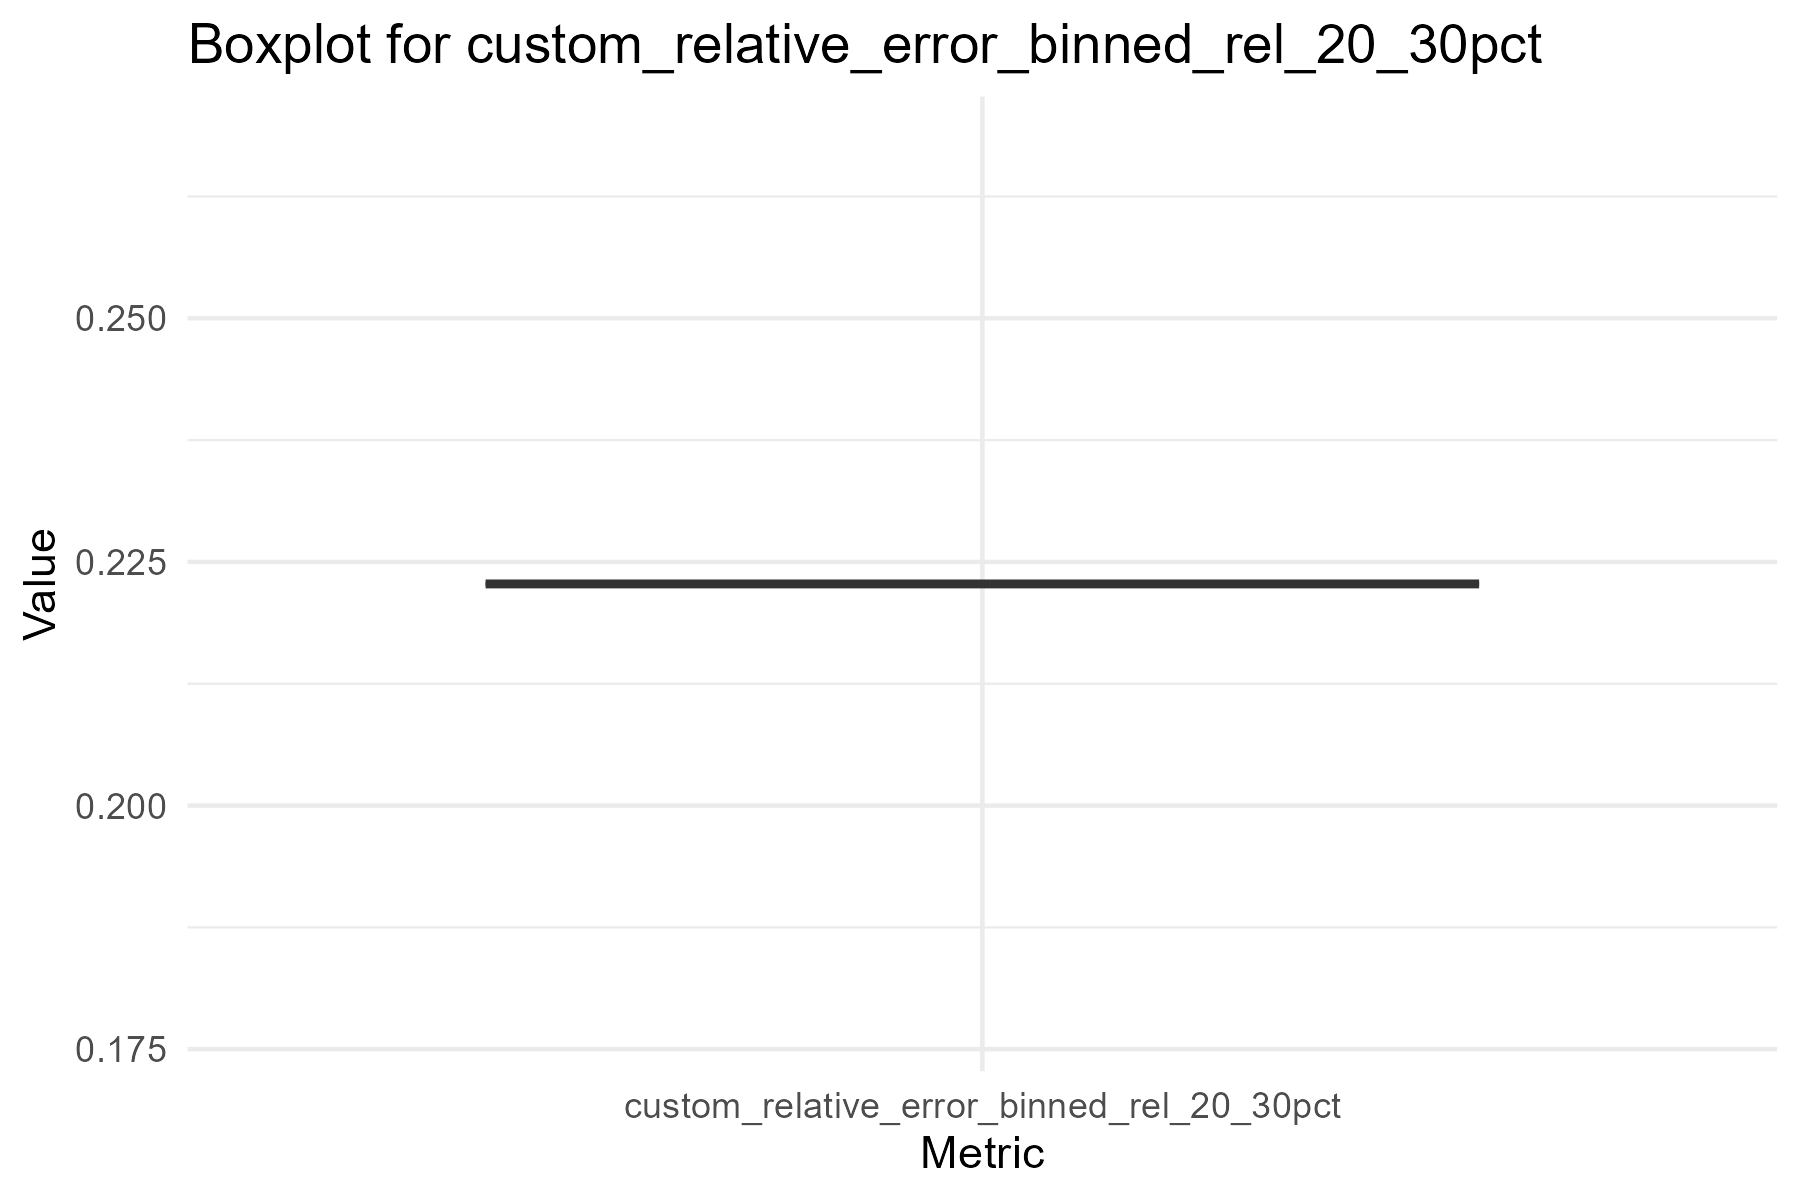 Boxplot for custom_relative_error_binned_rel_20_30pct
Value
0.250
0.225
0.200
0.175
custom_relative_error_binned_rel_20_30pct
Metric